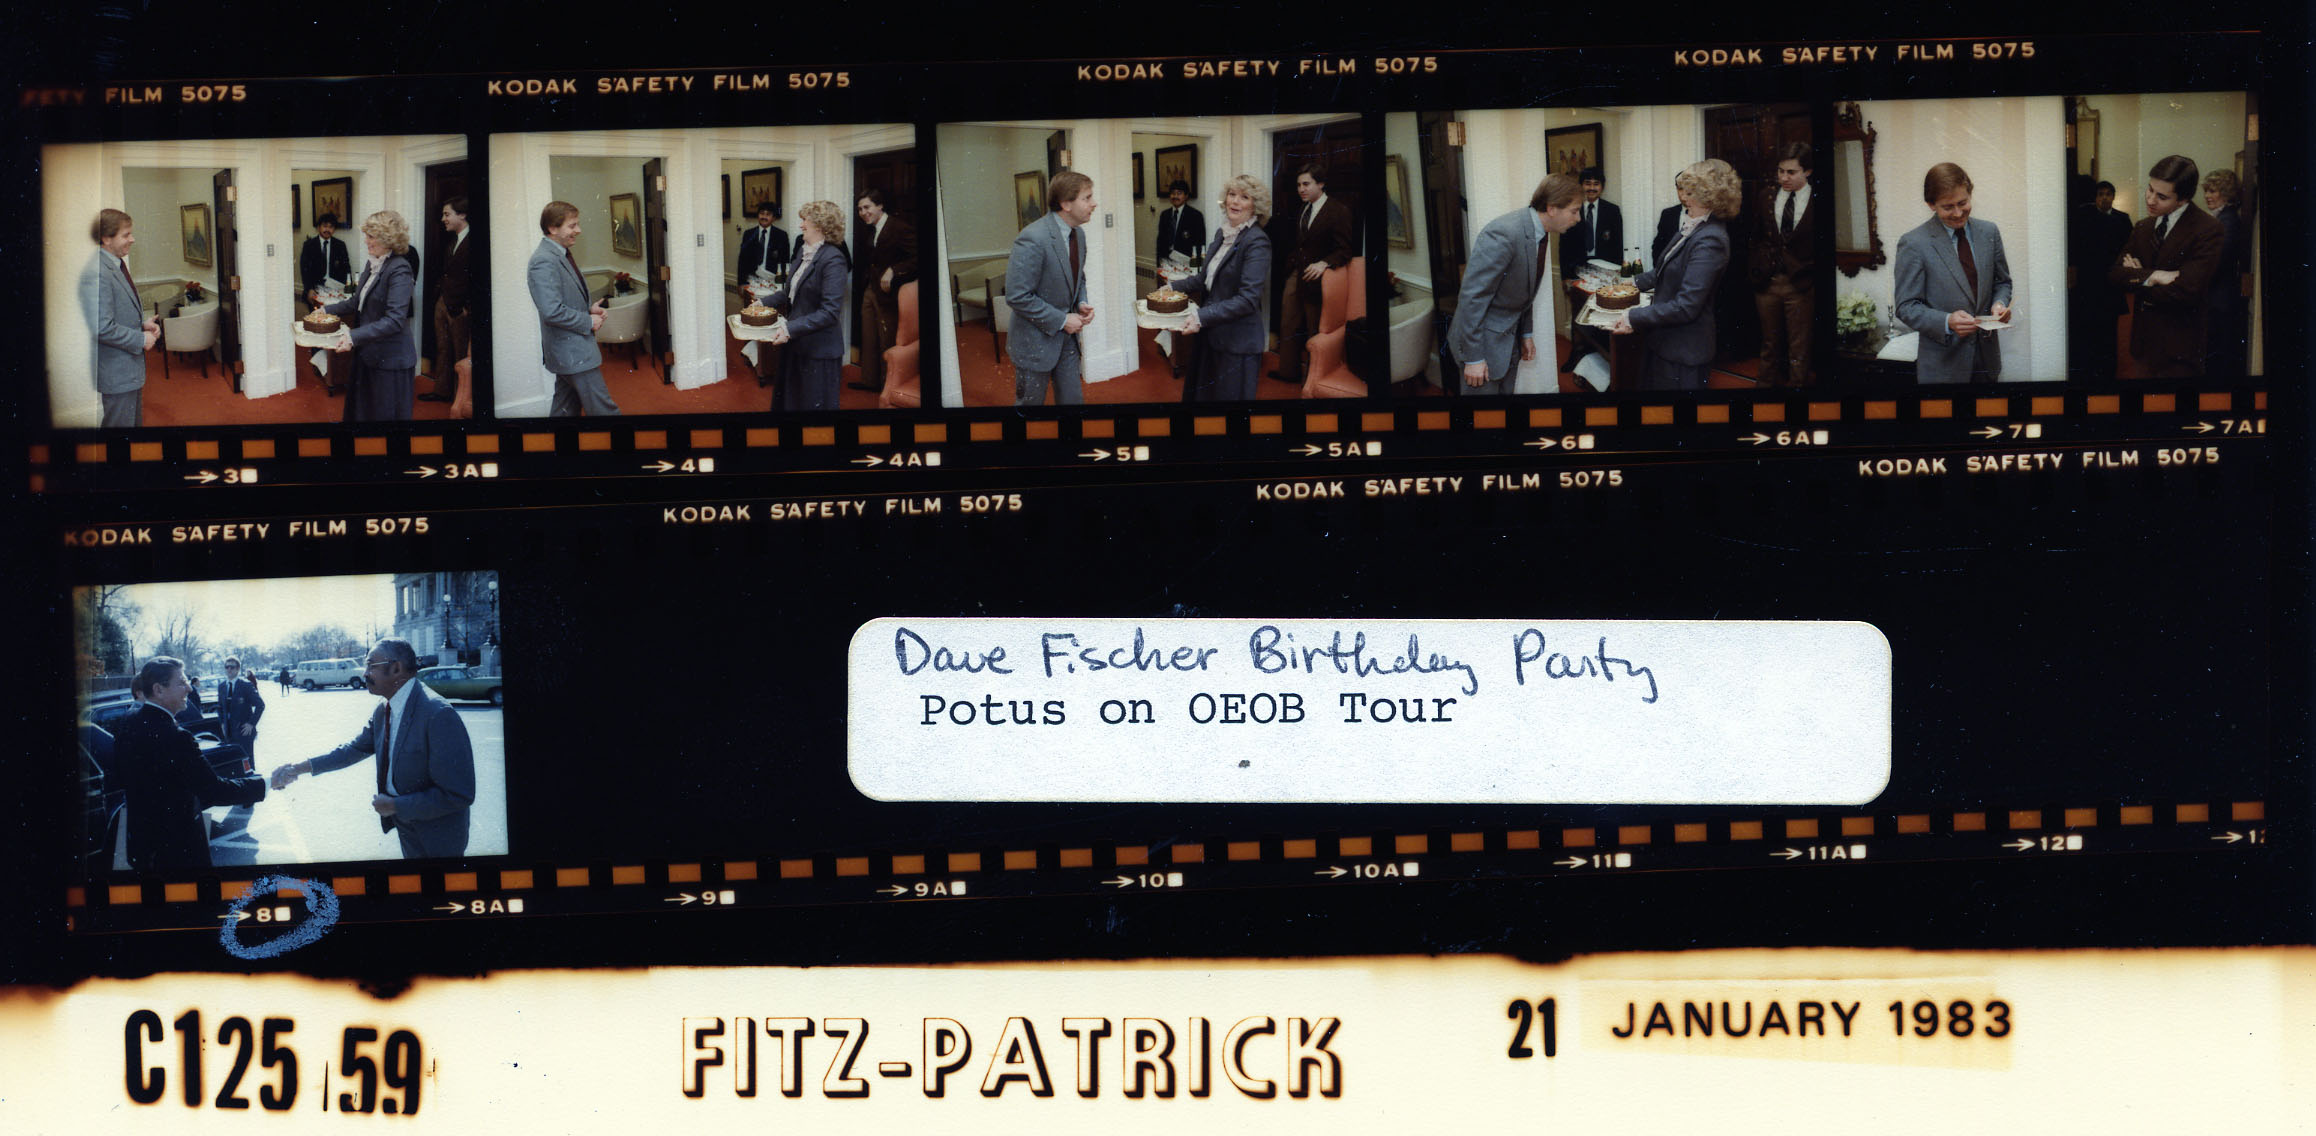 FETY FILM 5075 KODAK SAFETY FILM 5075 KODAK SAFETY FILM 5075 KODAK SAFETY FILM 5075
→3 →3A →4 →4A →5 →5A →6 →6A →7 →7A
KODAK SAFETY FILM 5075 KODAK SAFETY FILM 5075 KODAK SAFETY FILM 5075 KODAK SAFETY FILM 5075
Dave Fischer Birthday Party
Potus on OEOB Tour
→8 →8A →9 →9A →10 →10A →11 →11A →12
C125 59 FITZ-PATRICK 21 JANUARY 1983